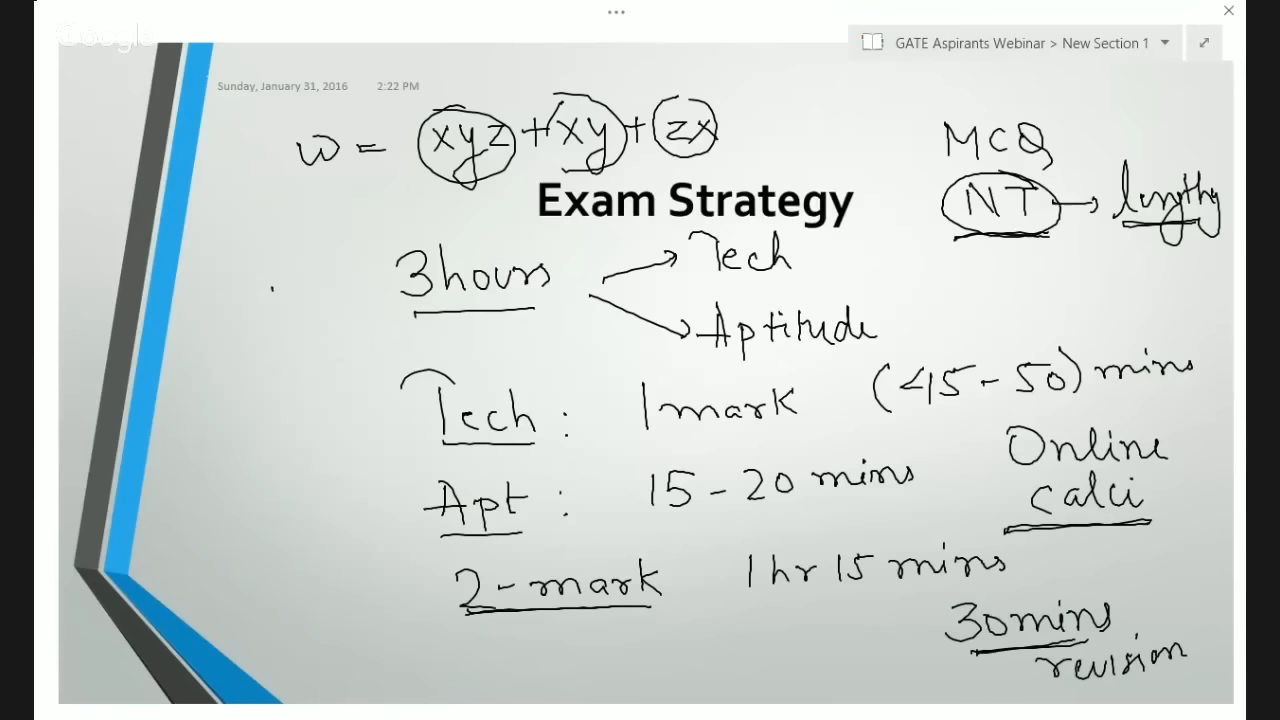 Google
GATE Aspirants Webinar > New Section 1
Sunday, January 31, 2016 2:22 PM
w = xyz + xy + zx
MCQ
NT → lengthy
Exam Strategy
3 hours
Tech
Aptitude
Tech : 1 mark (45 - 50) mins
Apt : 15 - 20 mins
Online
calci
2 - mark 1 hr 15 mins
30 mins
revision